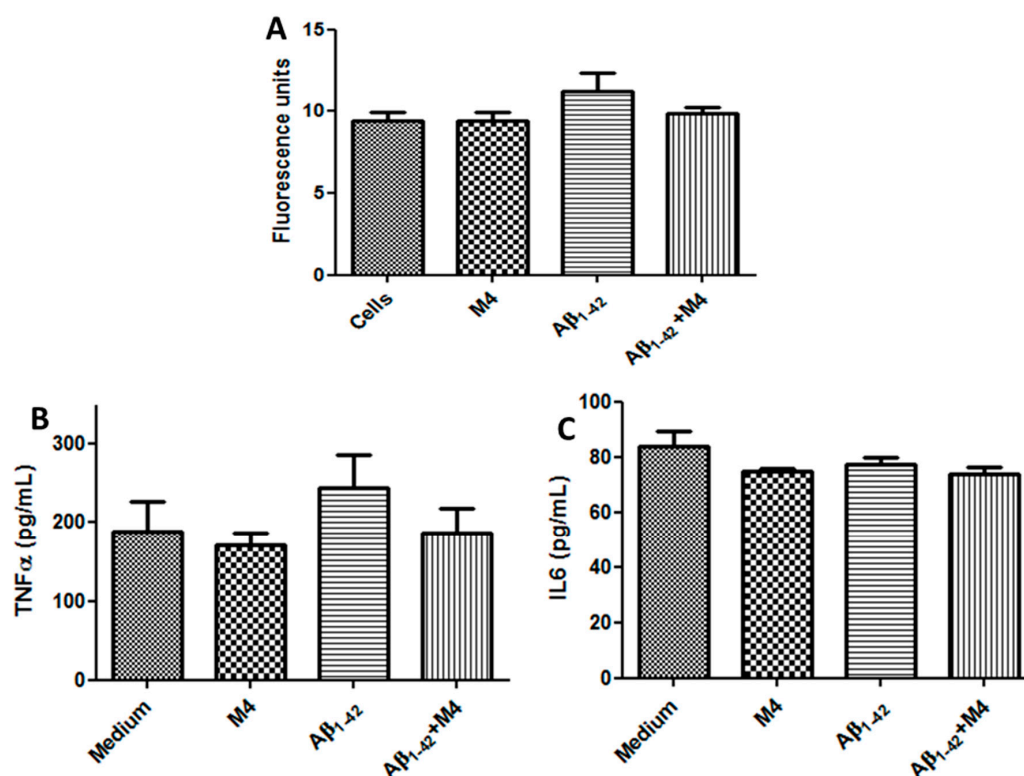 A
Fluorescence units
15
10
5
0
Cells
M4
Aβ₁₋₄₂
Aβ₁₋₄₂+M4
B
TNFα (pg/mL)
300
200
100
0
Medium
M4
Aβ₁₋₄₂
Aβ₁₋₄₂+M4
C
IL6 (pg/mL)
100
80
60
40
20
0
Medium
M4
Aβ₁₋₄₂
Aβ₁₋₄₂+M4